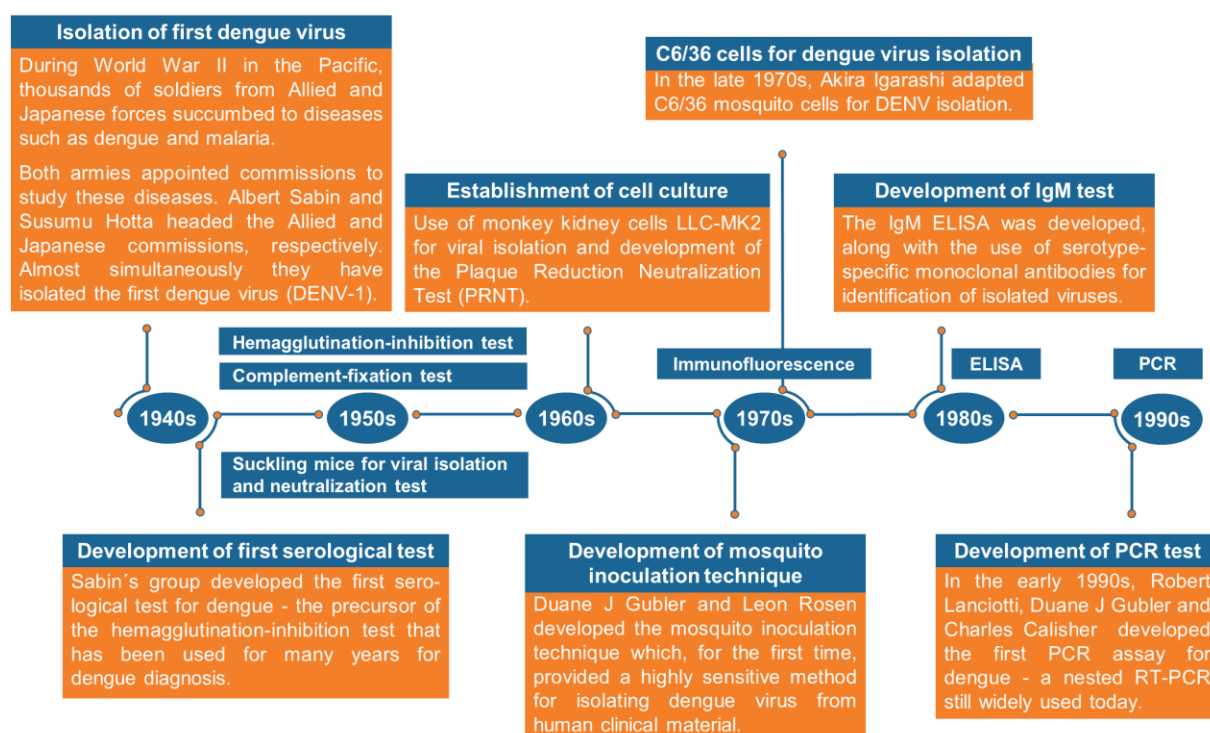 Isolation of first dengue virus
During World War II in the Pacific,
thousands of soldiers from Allied and
Japanese forces succumbed to diseases
such as dengue and malaria.
Both armies appointed commissions to
study these diseases. Albert Sabin and
Susumu Hotta headed the Allied and
Japanese commissions, respectively.
Almost simultaneously they have
isolated the first dengue virus (DENV-1).
C6/36 cells for dengue virus isolation
In the late 1970s, Akira Igarashi adapted
C6/36 mosquito cells for DENV isolation.
Establishment of cell culture
Use of monkey kidney cells LLC-MK2
for viral isolation and development of
the Plaque Reduction Neutralization
Test (PRNT).
Development of IgM test
The IgM ELISA was developed,
along with the use of serotype-
specific monoclonal antibodies for
identification of isolated viruses.
Hemagglutination-inhibition test
Complement-fixation test
Immunofluorescence
ELISA
PCR
1940s
1950s
1960s
1970s
1980s
1990s
Suckling mice for viral isolation
and neutralization test
Development of first serological test
Sabin´s group developed the first sero-
logical test for dengue - the precursor of
the hemagglutination-inhibition test that
has been used for many years for
dengue diagnosis.
Development of mosquito
inoculation technique
Duane J Gubler and Leon Rosen
developed the mosquito inoculation
technique which, for the first time,
provided a highly sensitive method
for isolating dengue virus from
human clinical material.
Development of PCR test
In the early 1990s, Robert
Lanciotti, Duane J Gubler and
Charles Calisher developed
the first PCR assay for
dengue - a nested RT-PCR
still widely used today.